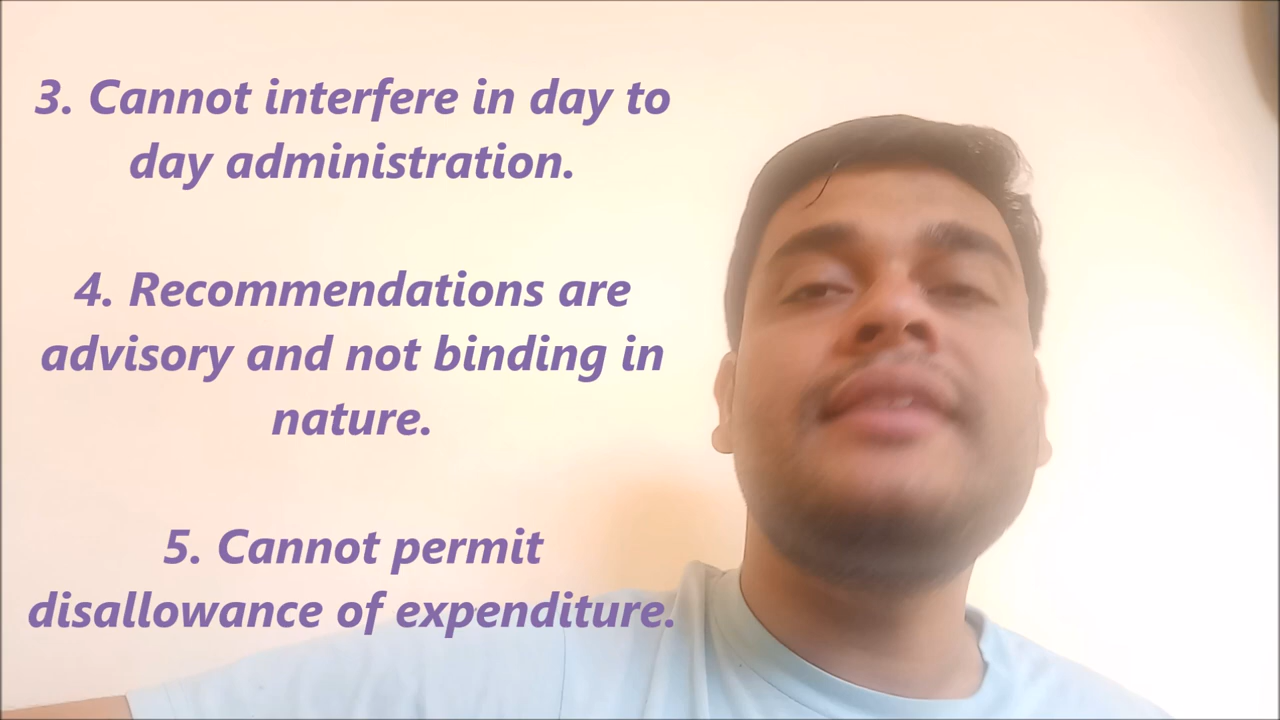 3. Cannot interfere in day to
day administration.
4. Recommendations are
advisory and not binding in
nature.
5. Cannot permit
disallowance of expenditure.